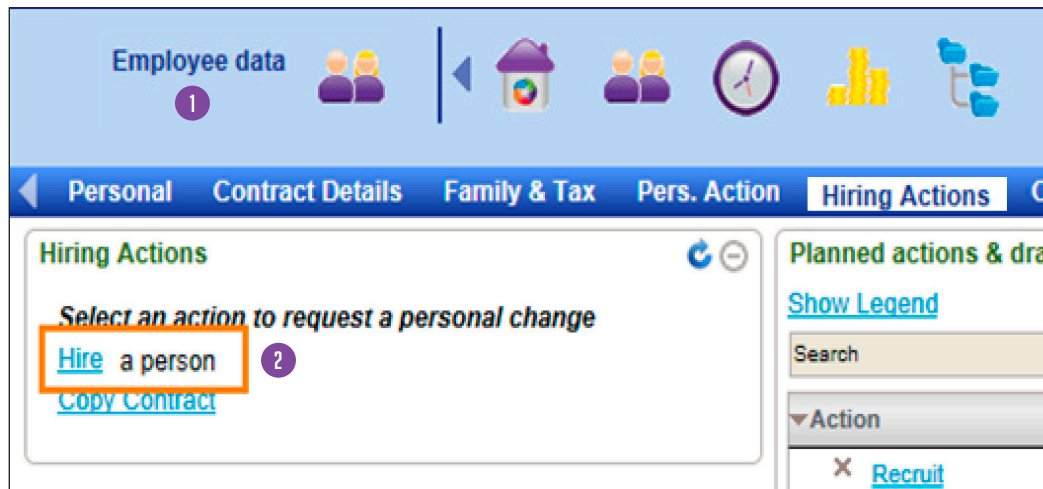 Employee data
1
Personal Contract Details Family & Tax Pers. Action Hiring Actions
Hiring Actions
Select an action to request a personal change
Hire a person 2
Copy Contract
Planned actions &
Show Legend
Search
Action
Recruit